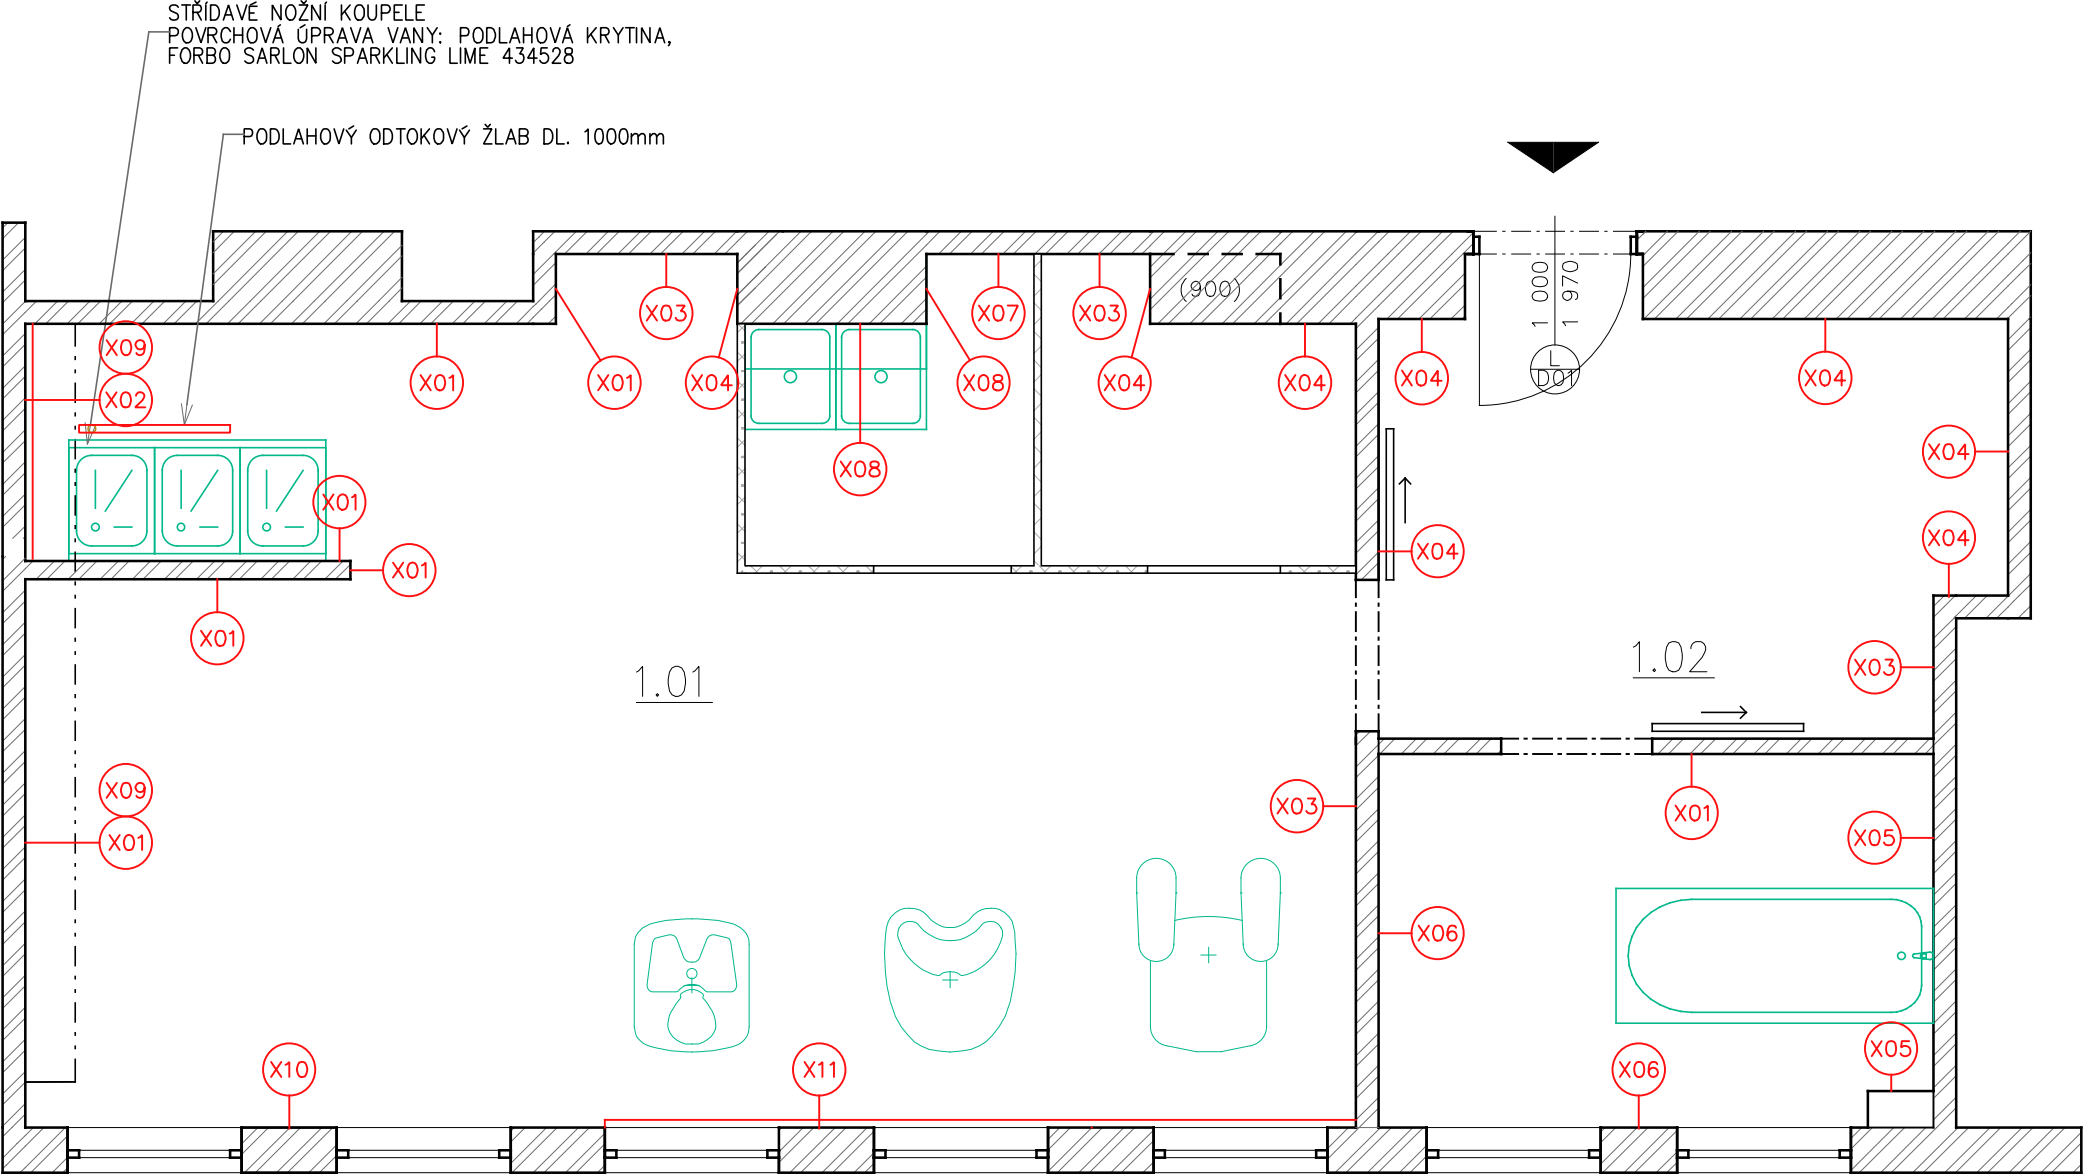 STŘÍDAVÉ NOŽNÍ KOUPELE
POVRCHOVÁ ÚPRAVA VANY: PODLAHOVÁ KRYTINA,
FORBO SARLON SPARKLING LIME 434528
PODLAHOVÝ ODTOKOVÝ ŽLAB DL. 1000mm
1 000
1 970
L
D01
(900)
X03
X07
X03
X09
X02
X01
X01
X04
X08
X04
X04
X04
X04
X08
X04
X04
X01
X04
X01
X01
1.01
1.02
X03
X09
X01
X03
X01
X05
X06
X10
X11
X06
X05